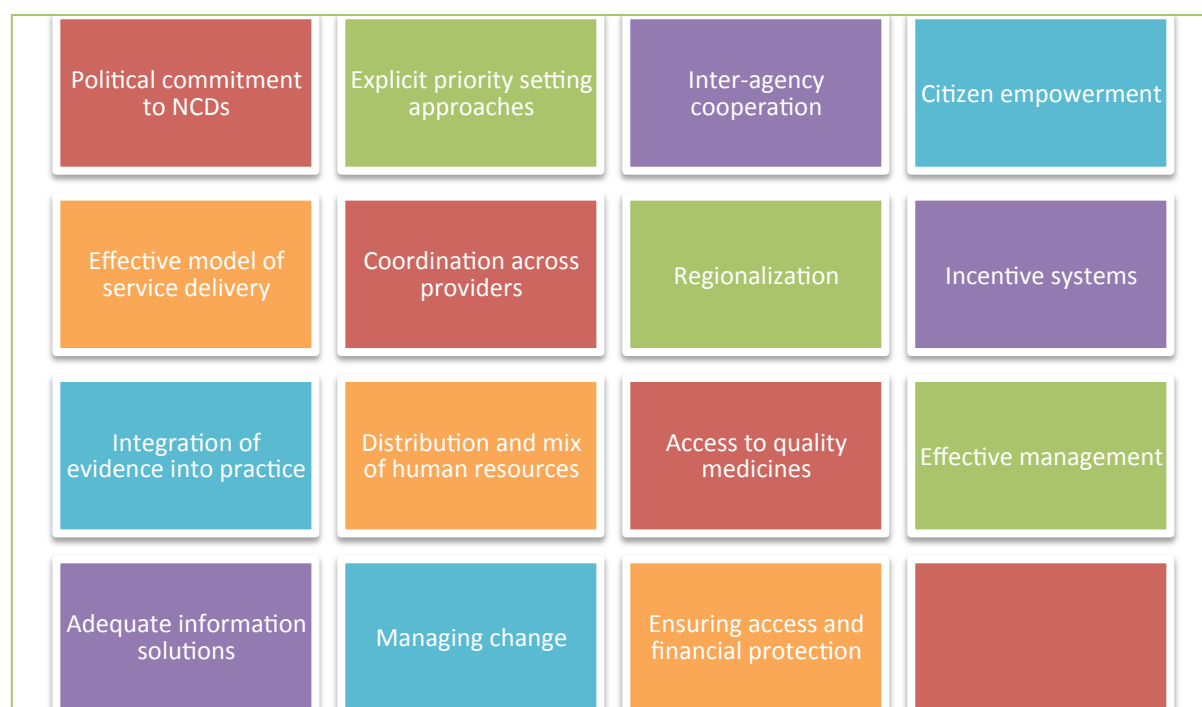 Political commitment
to NCDs
Explicit priority setting
approaches
Inter-agency
cooperation
Citizen empowerment
Effective model of
service delivery
Coordination across
providers
Regionalization
Incentive systems
Integration of
evidence into practice
Distribution and mix
of human resources
Access to quality
medicines
Effective management
Adequate information
solutions
Managing change
Ensuring access and
financial protection